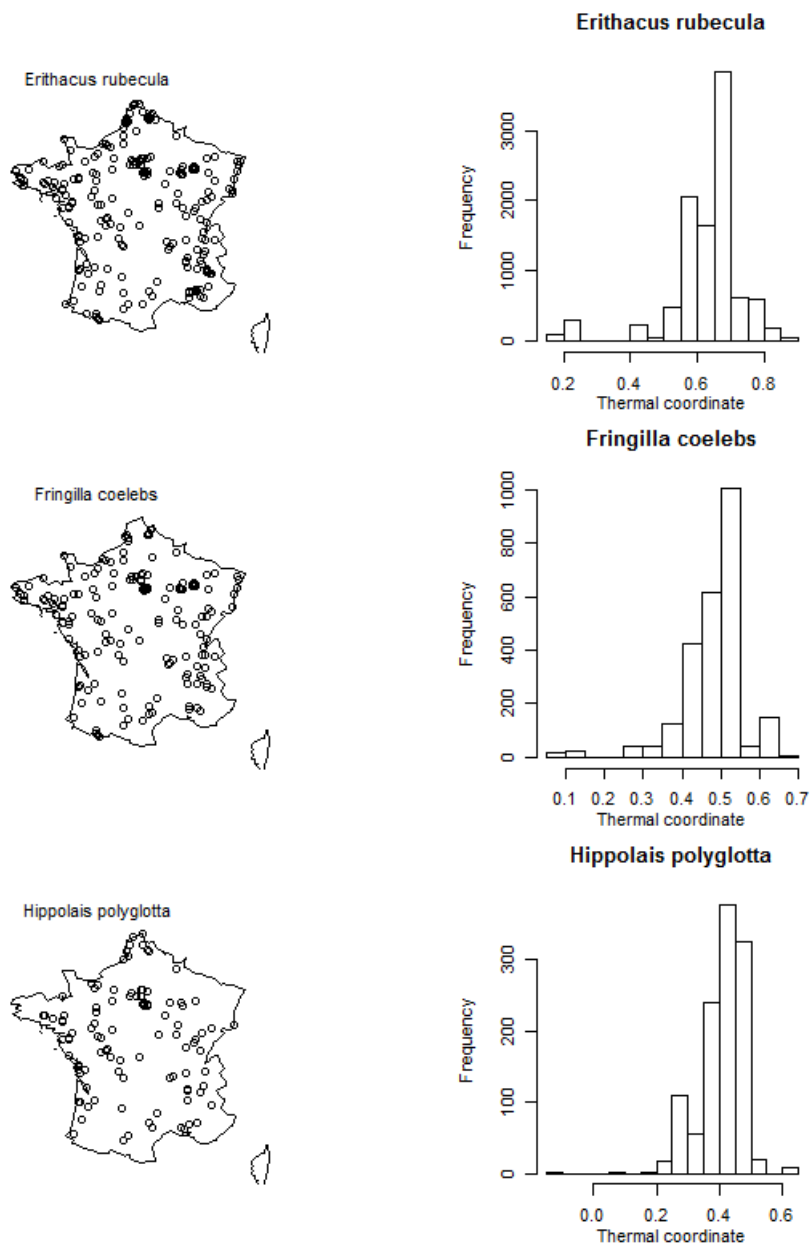 Erithacus rubecula
Erithacus rubecula
Frequency
3000
2000
1000
0
0.2 0.4 0.6 0.8
Thermal coordinate
Fringilla coelebs
Fringilla coelebs
Frequency
1000
800
600
400
200
0
0.1 0.2 0.3 0.4 0.5 0.6 0.7
Thermal coordinate
Hippolais polyglotta
Hippolais polyglotta
Frequency
300
200
100
0
0.0 0.2 0.4 0.6
Thermal coordinate